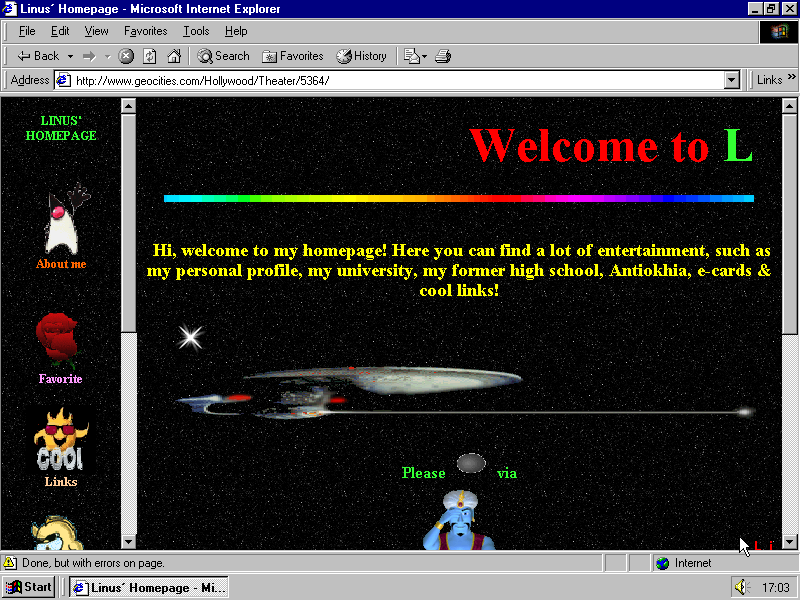 Linus´ Homepage - Microsoft Internet Explorer
File Edit View Favorites Tools Help
Back Search Favorites History
Address http://www.geocities.com/Hollywood/Theater/5364/ Links »
LINUS'
HOMEPAGE
About me
Favorite
COOL
Links
Welcome to L
Hi, welcome to my homepage! Here you can find a lot of entertainment, such as
my personal profile, my university, my former high school, Antiokhia, e-cards &
cool links!
Please via
Done, but with errors on page. Internet
Start Linus´ Homepage - Mi... 17:03